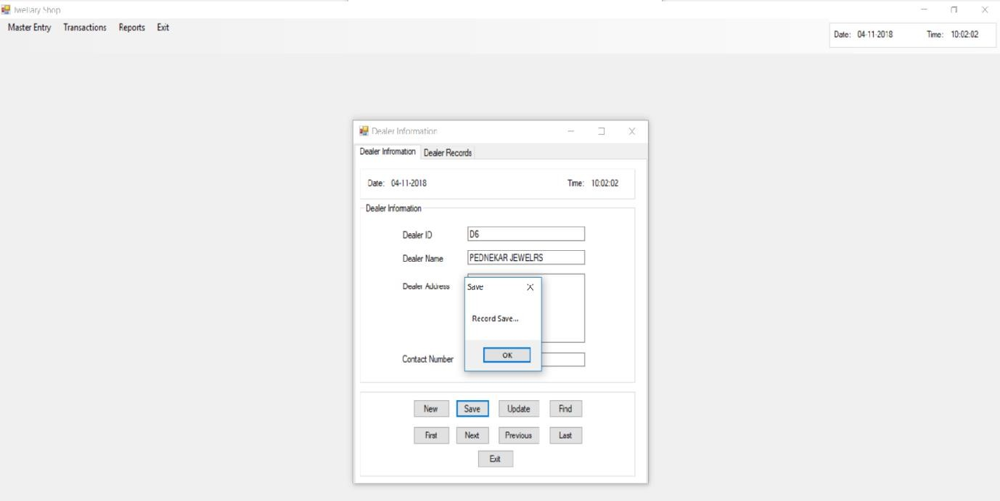 Jwellary Shop
Master Entry Transactions Reports Exit
Date: 04-11-2018 Time: 10:02:02
Dealer Information
Dealer Infromation Dealer Records
Date: 04-11-2018 Time: 10:02:02
Dealer Information
Dealer ID D6
Dealer Name PEDNEKAR JEWELRS
Dealer Address
Save
Record Save...
OK
Contact Number
New Save Update Find
First Next Previous Last
Exit